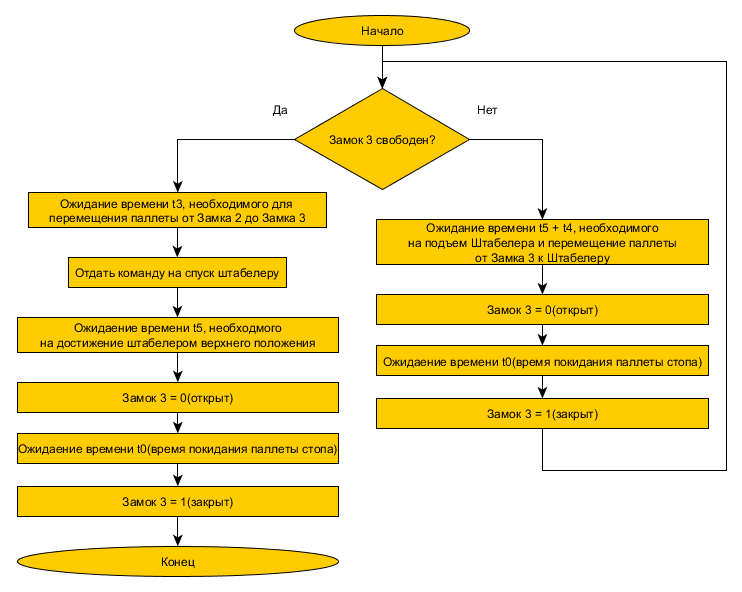 Начало
Да
Нет
Замок 3 свободен?
Ожидание времени t3, необходимого для
перемещения паллеты от Замка 2 до Замка 3
Отдать команду на спуск штабелеру
Ожидаение времени t5, необходмого
на достижение штабелером верхнего положения
Замок 3 = 0(открыт)
Ожидаение времени t0(время покидания паллеты стопа)
Замок 3 = 1(закрыт)
Конец
Ожидание времени t5 + t4, необходимого
на подъем Штабелера и перемещение паллеты
от Замка 3 к Штабелеру
Замок 3 = 0(открыт)
Ожидаение времени t0(время покидания паллеты стопа)
Замок 3 = 1(закрыт)